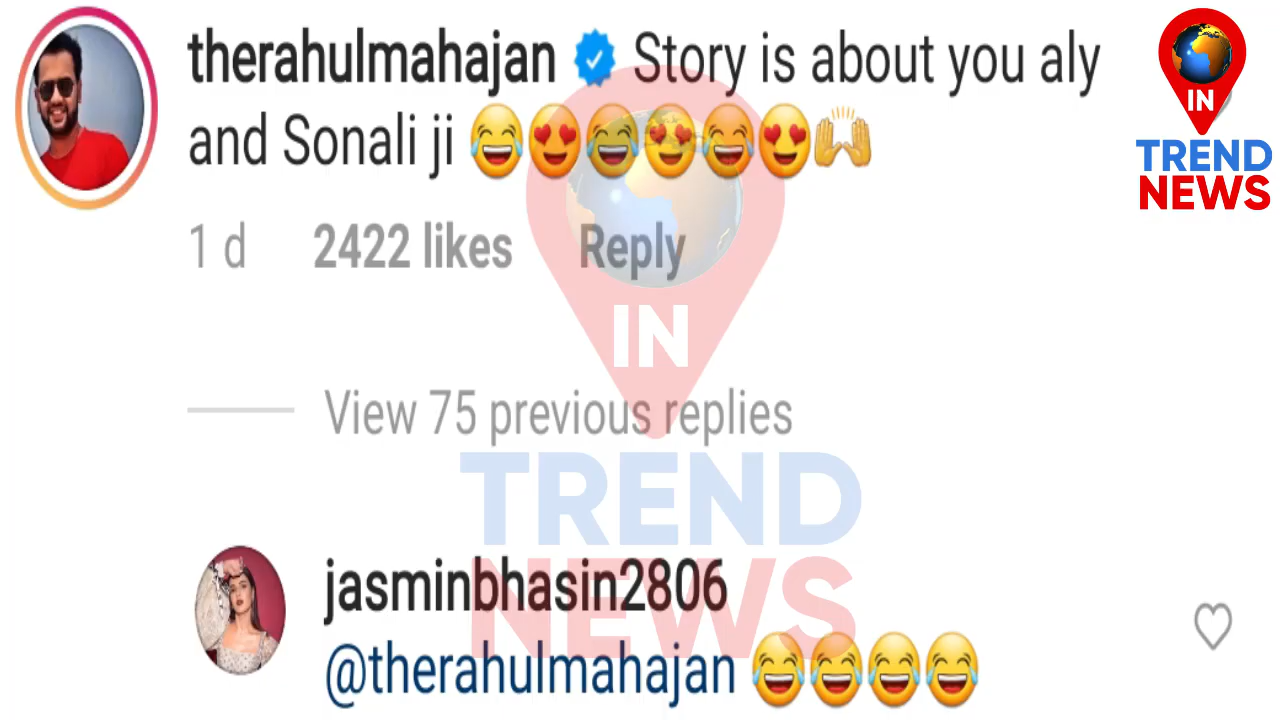 therahulmahajan Story is about you aly
and Sonali ji 😂😍😂😍😂😍🙌
1 d 2422 likes Reply
View 75 previous replies
jasminbhasin2806
@therahulmahajan 😂😂😂😂
IN
TREND
NEWS
IN
TREND
NEWS